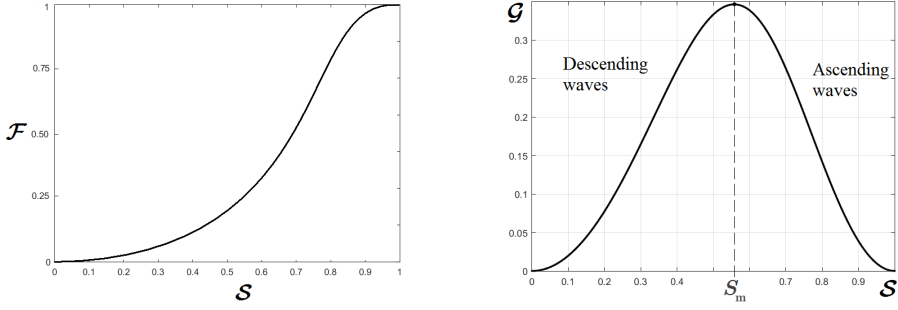 1
0.75
0.50
0.25
0
0 0.1 0.2 0.3 0.4 0.5 0.6 0.7 0.8 0.9 1
𝓕
𝓢
𝓖
0.35
0.3
0.25
0.2
0.15
0.1
0.05
0
0 0.1 0.2 0.3 0.4 0.7 0.8 0.9
Descending
waves
Ascending
waves
Sm
𝓢